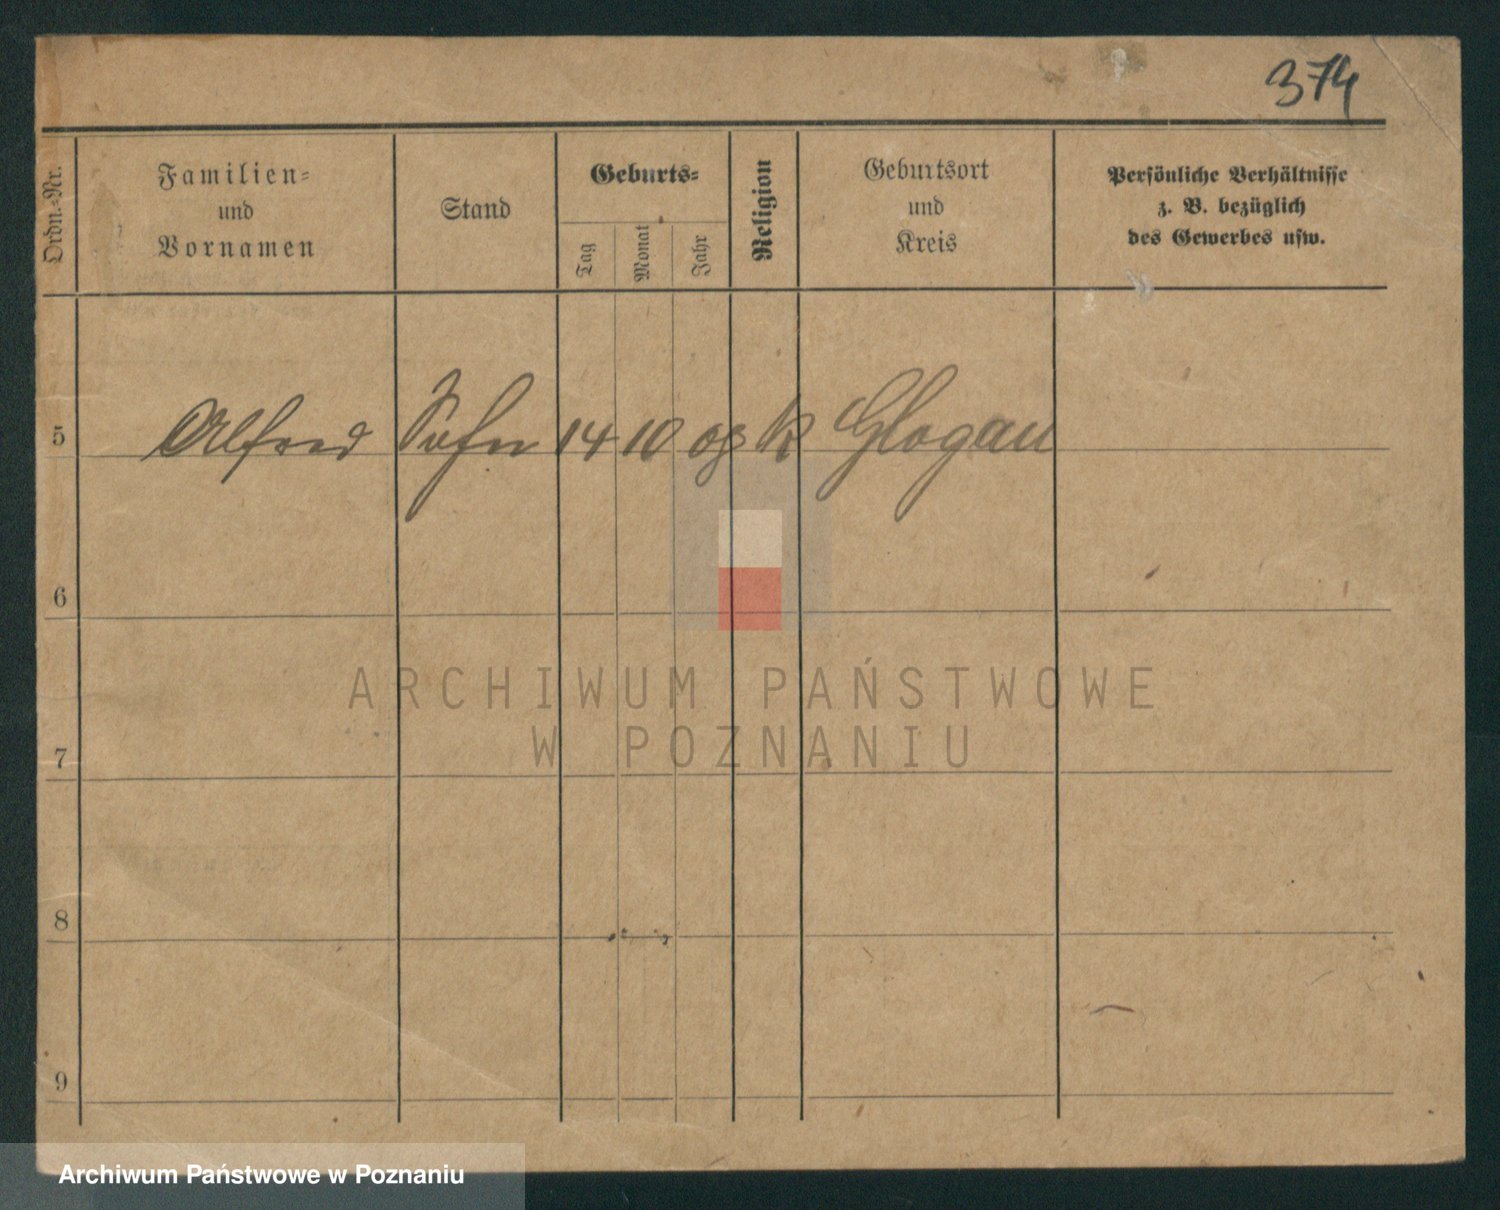 374
Ordn.-Nr.
Familien-
und
Vornamen
Stand
Geburts-
Tag
Monat
Jahr
Religion
Geburtsort
und
Kreis
Persönliche Verhältnisse
z. B. bezüglich
des Gewerbes usw.
5 Alfred Sohn 14 10 08 k Glogau
6
7
8
9
ARCHIWUM PAŃSTWOWE
W POZNANIU
Archiwum Państwowe w Poznaniu